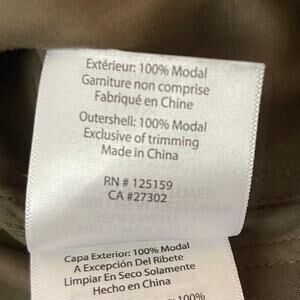 Extérieur: 100% Modal
Garniture non comprise
Fabriqué en Chine
Outershell: 100% Modal
Exclusive of trimming
Made in China
RN # 125159
CA #27302
Capa Exterior: 100% Modal
A Excepción Del Ribete
Limpiar En Seco Solamente
Hecho en China
100%